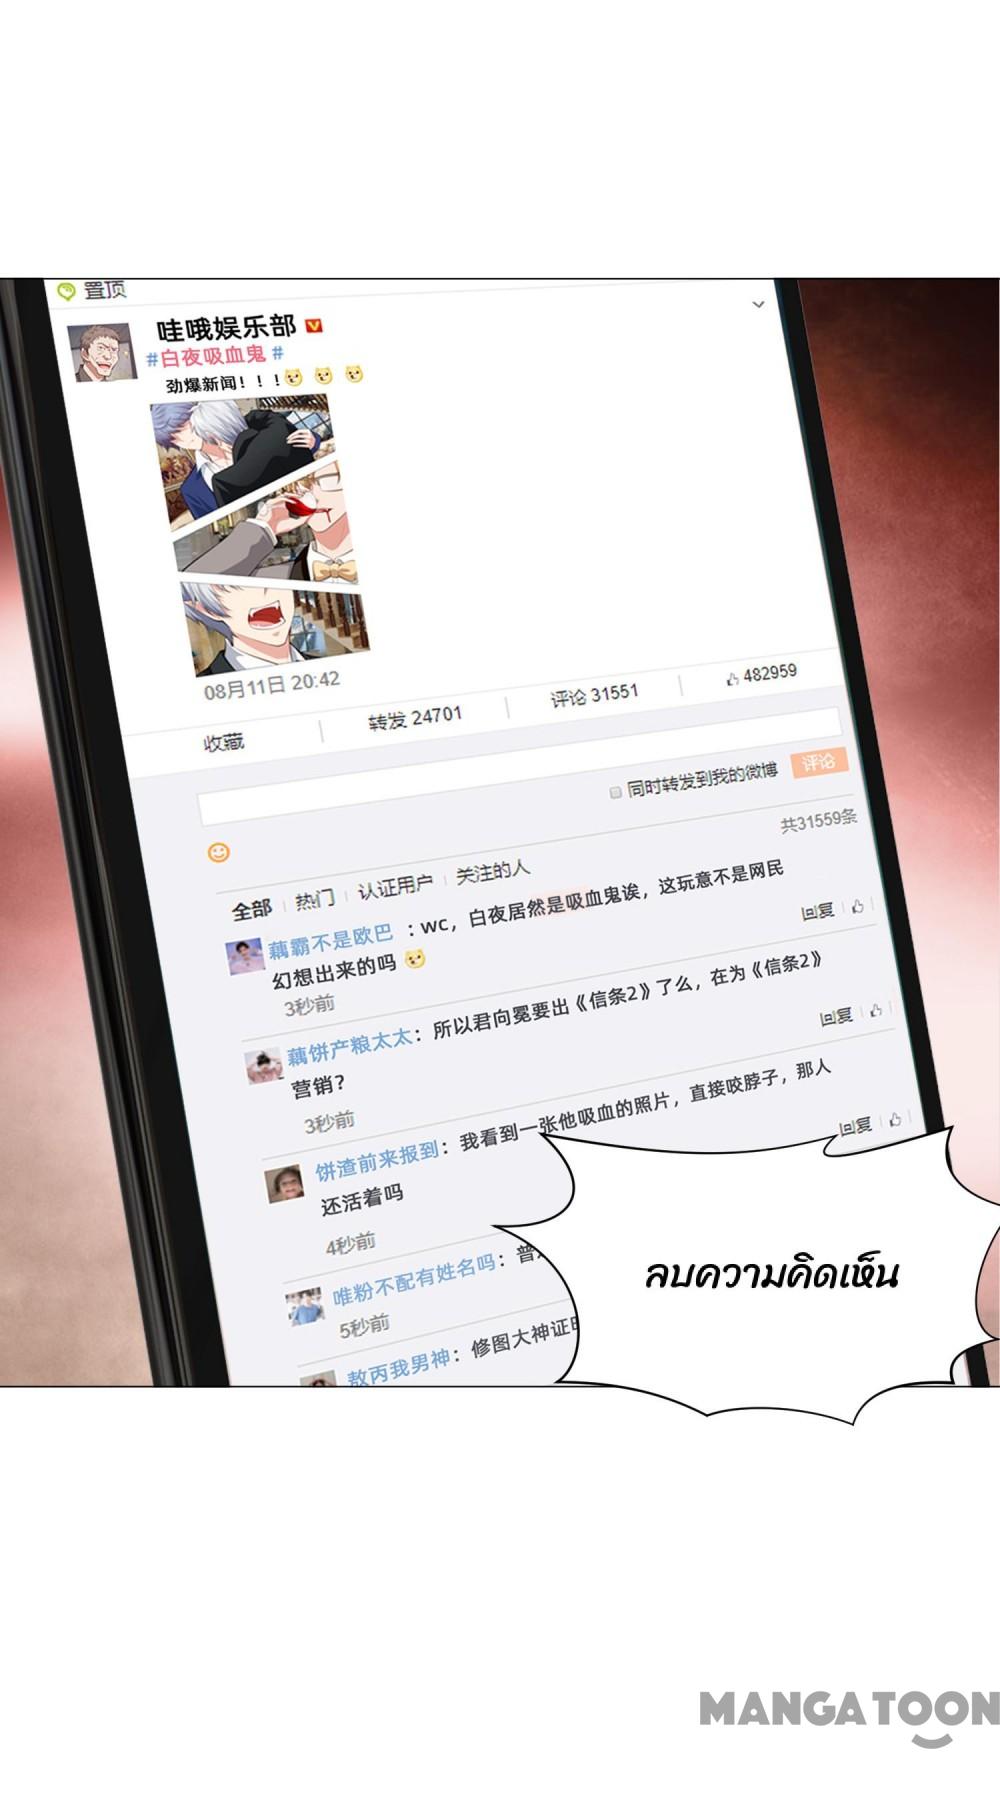 置顶
哇哦娱乐部
#白夜吸血鬼 #
劲爆新闻！！！
08月11日 20:42
收藏
转发 24701
评论 31551
482959
同时转发到我的微博
评论
共31559条
全部
热门
认证用户
关注的人
藕霸不是欧巴 ：wc，白夜居然是吸血鬼诶，这玩意不是网民
幻想出来的吗
3秒前
回复
藕饼产粮太太：所以君向冕要出《信条2》了么，在为《信条2》
营销？
3秒前
回复
饼渣前来报到：我看到一张他吸血的照片，直接咬脖子，那人
还活着吗
4秒前
回复
唯粉不配有姓名吗：普
5秒前
敖丙我男神：修图大神证
ลบความคิดเห็น
MANGATOON